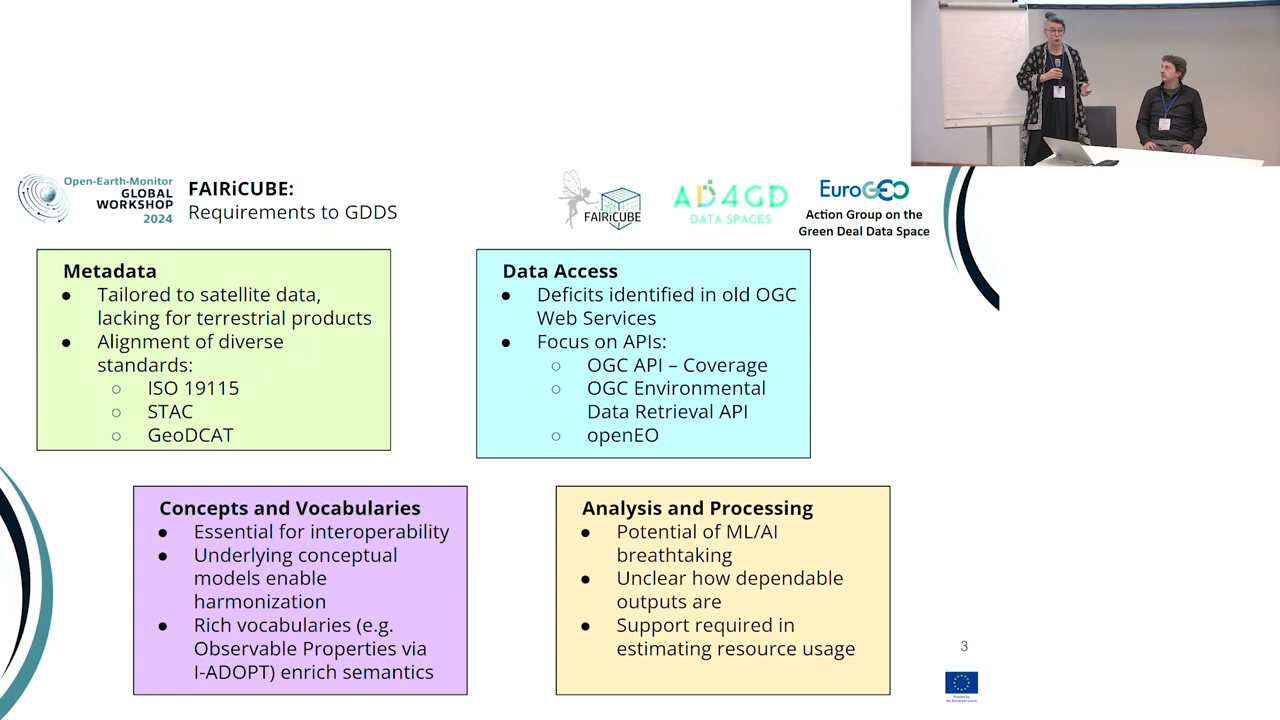 Open-Earth-Monitor
GLOBAL
WORKSHOP
2024
FAIRiCUBE:
Requirements to GDDS
FAIRiCUBE
AD4GD
DATA SPACES
EuroGEO
Action Group on the
Green Deal Data Space
Metadata
● Tailored to satellite data,
lacking for terrestrial products
● Alignment of diverse
standards:
○ ISO 19115
○ STAC
○ GeoDCAT
Data Access
● Deficits identified in old OGC
Web Services
● Focus on APIs:
○ OGC API – Coverage
○ OGC Environmental
Data Retrieval API
○ openEO
Concepts and Vocabularies
● Essential for interoperability
● Underlying conceptual
models enable
harmonization
● Rich vocabularies (e.g.
Observable Properties via
I-ADOPT) enrich semantics
Analysis and Processing
● Potential of ML/AI
breathtaking
● Unclear how dependable
outputs are
● Support required in
estimating resource usage
3
Funded by
the European Union